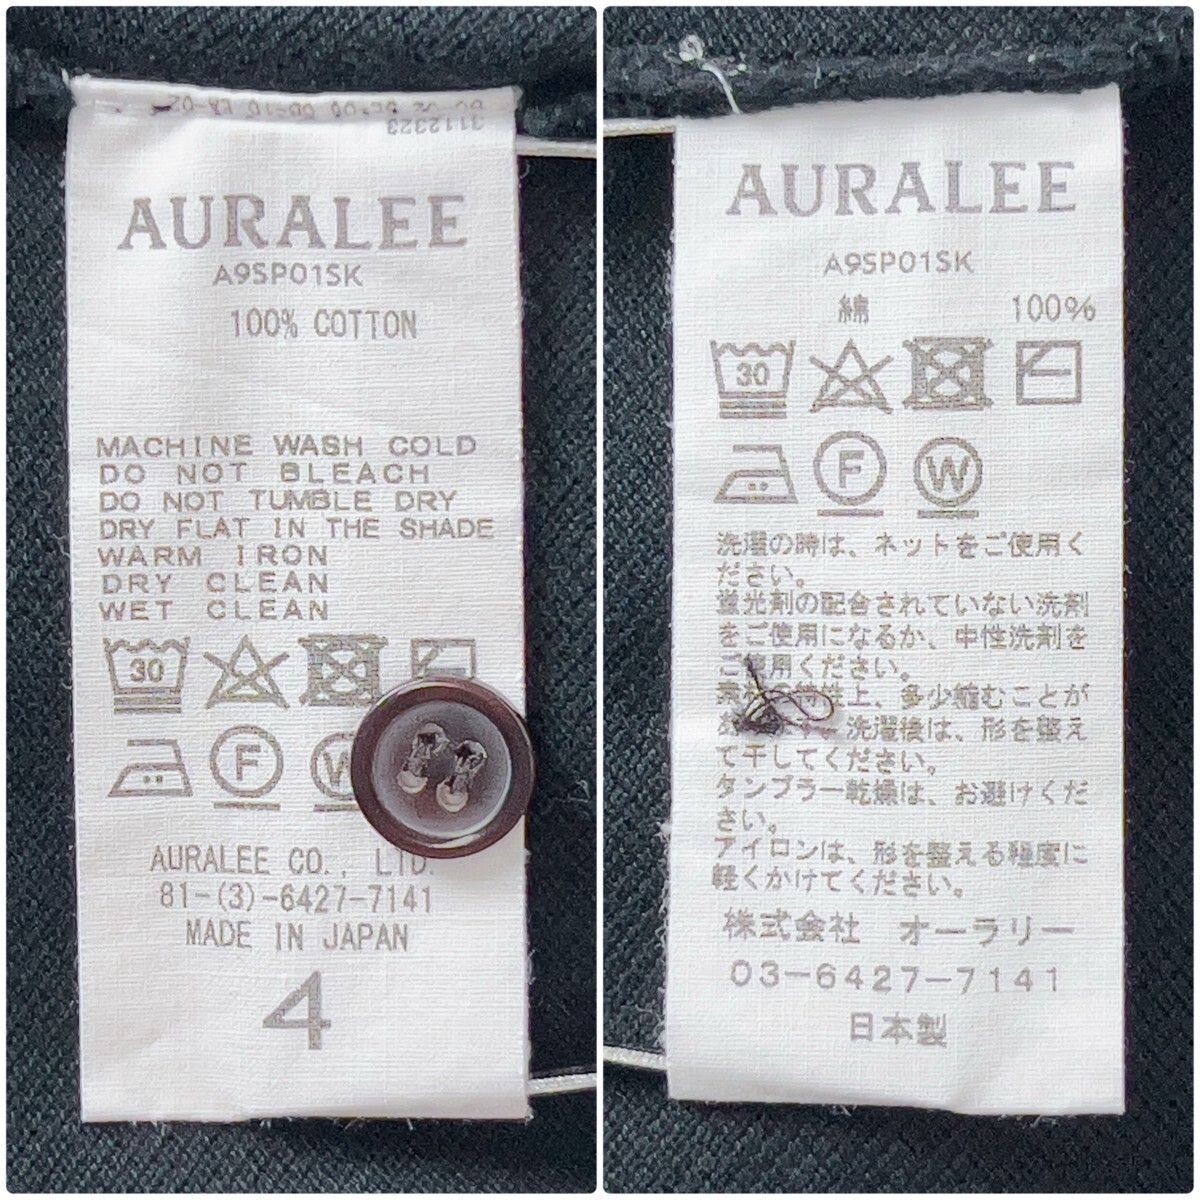 3112323
AURALEE
A9SP01SK
100% COTTON
MACHINE WASH COLD
DO NOT BLEACH
DO NOT TUMBLE DRY
DRY FLAT IN THE SHADE
WARM IRON
DRY CLEAN
WET CLEAN
30
F W
AURALEE CO., LTD.
81-(3)-6427-7141
MADE IN JAPAN
4
AURALEE
A9SP01SK
綿 100%
30
F W
洗濯の時は、ネットをご使用く
ださい。
蛍光剤の配合されていない洗剤
をご使用になるか、中性洗剤を
ご使用ください。
上、多少縮むことが
洗濯後は、形を整え
て干してください。
タンブラー乾燥は、お避けくだ
さい。
アイロンは、形を整える程度に
軽くかけてください。
株式会社 オーラリー
03-6427-7141
日本製